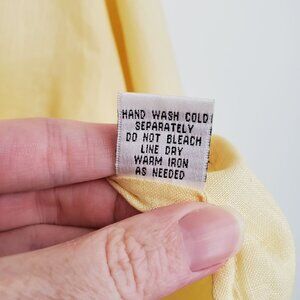 HAND WASH COLD
SEPARATELY
DO NOT BLEACH
LINE DRY
WARM IRON
AS NEEDED